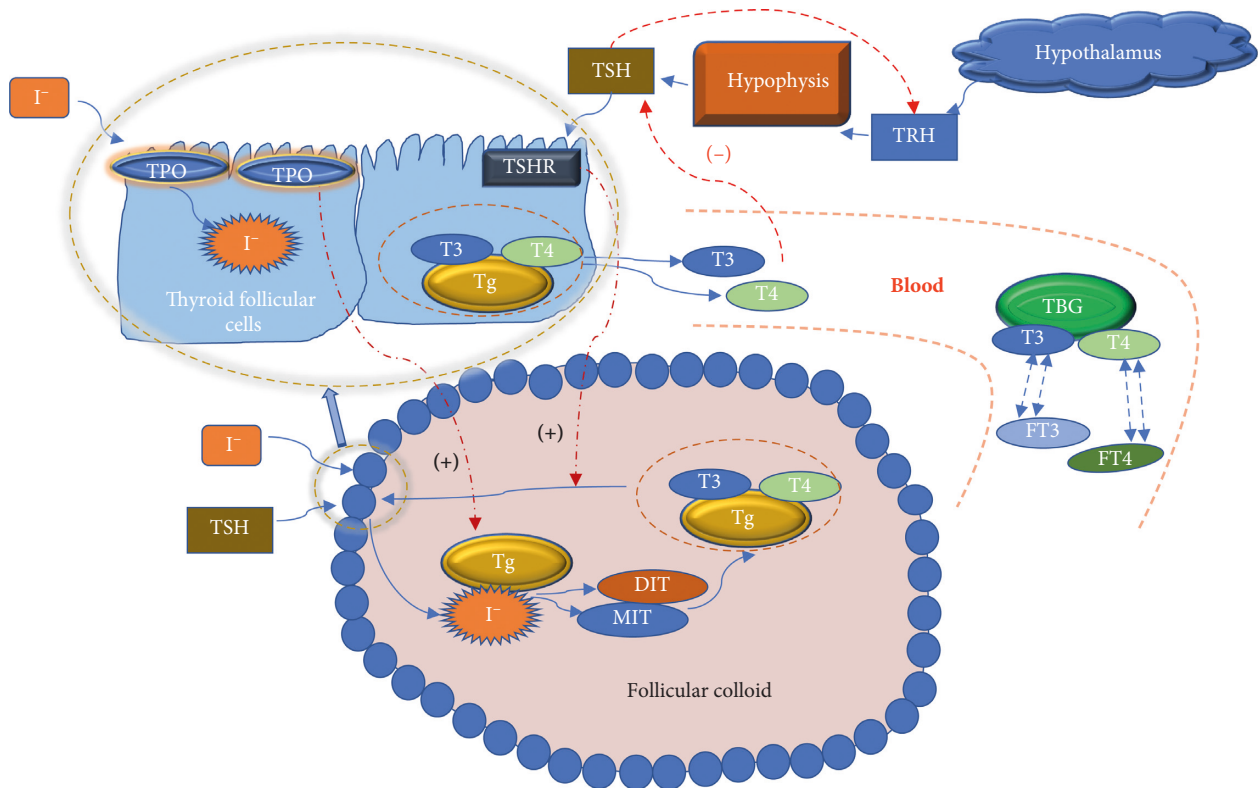 Hypothalamus
TSH
Hypophysis
I⁻
TRH
(–)
TPO
TPO
TSHR
I⁻
T3
T4
Tg
T3
T4
Thyroid follicular
cells
Blood
TBG
T3
T4
FT3
FT4
I⁻
(+)
(+)
TSH
T3
T4
Tg
Tg
I⁻
DIT
MIT
Follicular colloid